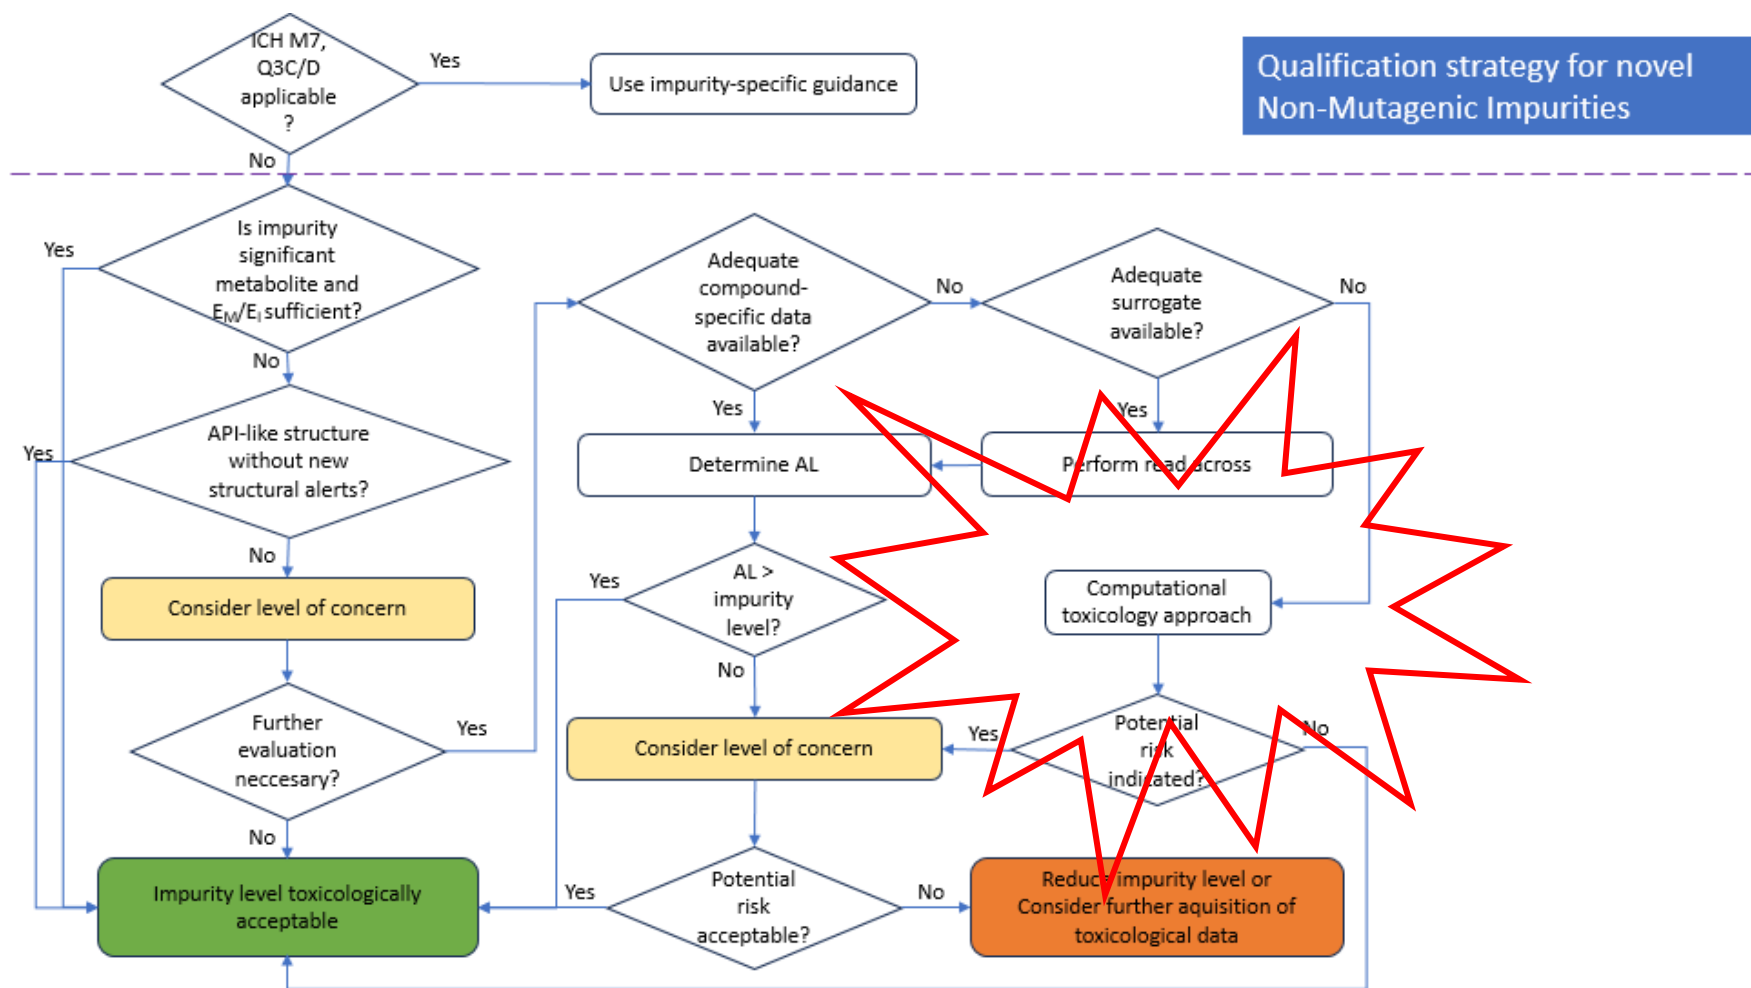 ICH M7,
Q3C/D
applicable
?
Yes
Use impurity-specific guidance
Qualification strategy for novel
Non-Mutagenic Impurities
No
Is impurity
significant
metabolite and
EM/EI sufficient?
Yes
No
API-like structure
without new
structural alerts?
Yes
No
Consider level of concern
Further
evaluation
neccesary?
Yes
No
Impurity level toxicologically
acceptable
Adequate
compound-
specific data
available?
No
Yes
Adequate
surrogate
available?
No
Yes
Determine AL
Perform read across
AL >
impurity
level?
Yes
No
Computational
toxicology approach
Consider level of concern
Potential
risk
indicated?
Yes
No
Potential
risk
acceptable?
Yes
No
Reduce impurity level or
Consider further aquisition of
toxicological data